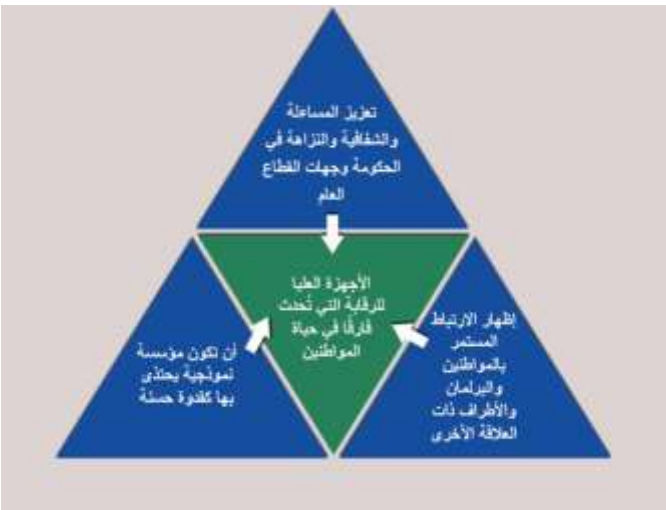 تعزيز المساءلة
والشفافية والنزاهة في
الحكومة وجهات القطاع
العام
الأجهزة العليا
للرقابة التي تُحدث
فارقًا في حياة
المواطنين
إظهار الارتباط
المستمر
بالمواطنين
والبرلمان
والأطراف ذات
العلاقة الأخرى
أن تكون مؤسسة
نموذجية يحتذى
بها كقدوة حسنة